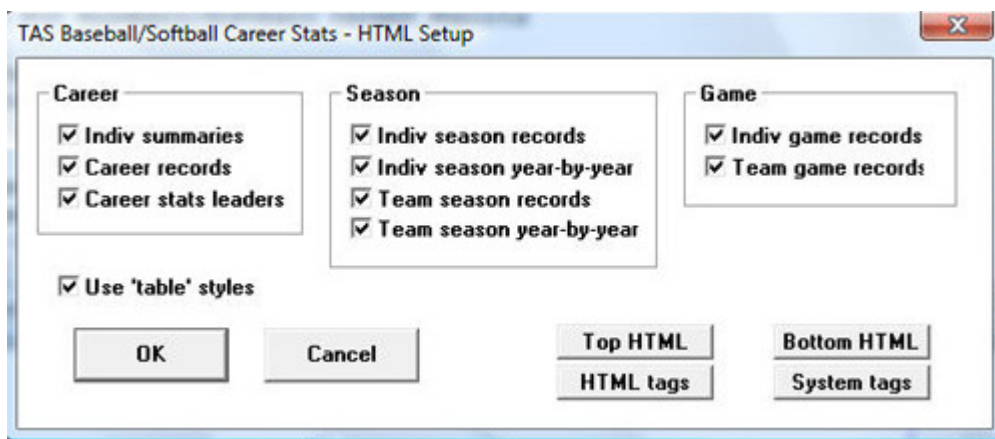 TAS Baseball/Softball Career Stats - HTML Setup
Career
Indiv summaries
Career records
Career stats leaders
Season
Indiv season records
Indiv season year-by-year
Team season records
Team season year-by-year
Game
Indiv game records
Team game records
Use 'table' styles
OK
Cancel
Top HTML
Bottom HTML
HTML tags
System tags